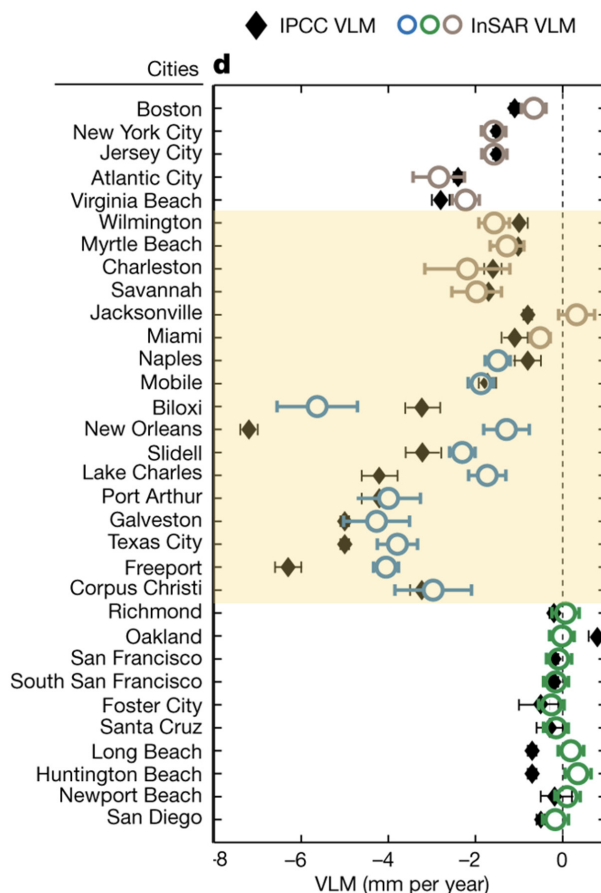 IPCC VLM InSAR VLM
Cities d
Boston
New York City
Jersey City
Atlantic City
Virginia Beach
Wilmington
Myrtle Beach
Charleston
Savannah
Jacksonville
Miami
Naples
Mobile
Biloxi
New Orleans
Slidell
Lake Charles
Port Arthur
Galveston
Texas City
Freeport
Corpus Christi
Richmond
Oakland
San Francisco
South San Francisco
Foster City
Santa Cruz
Long Beach
Huntington Beach
Newport Beach
San Diego
-8 –6 –4 –2 0
VLM (mm per year)